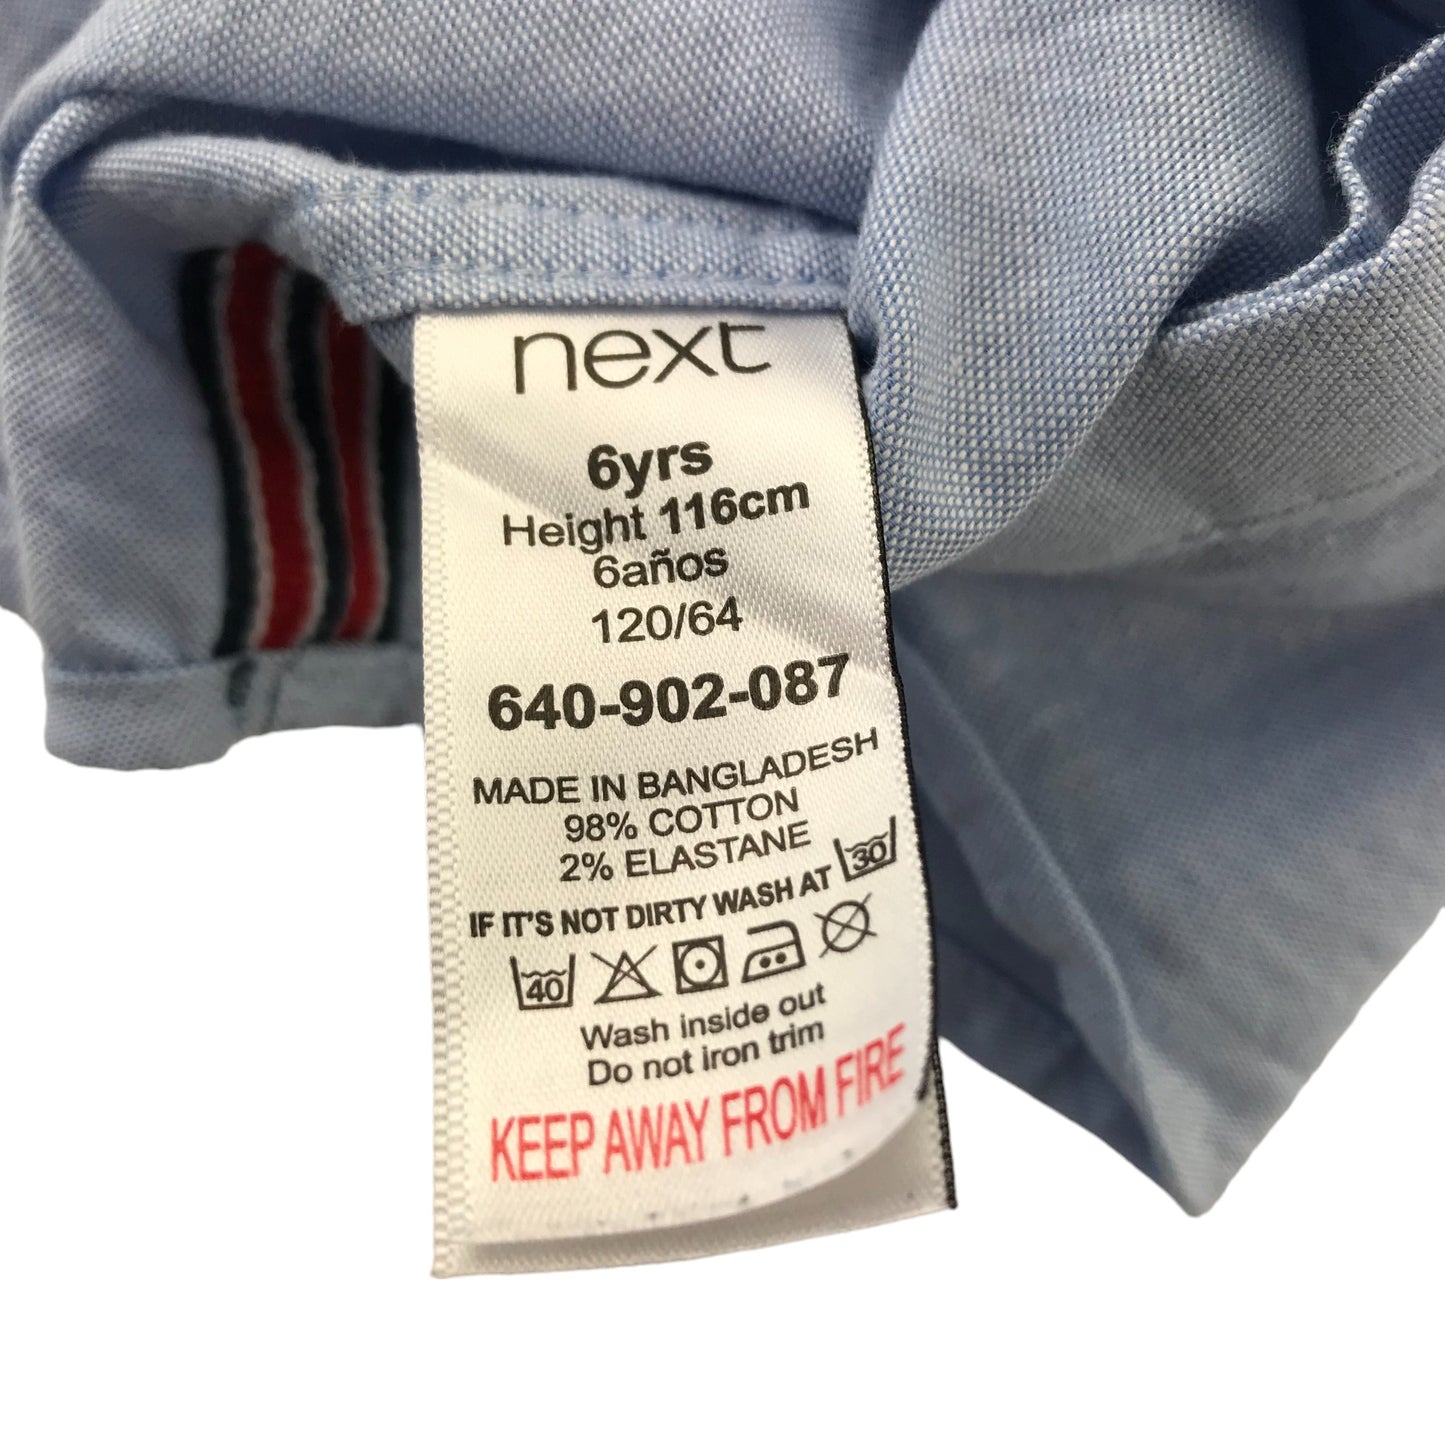 next
6yrs
Height 116cm
6años
120/64
640-902-087
MADE IN BANGLADESH
98% COTTON
2% ELASTANE
IF IT'S NOT DIRTY WASH AT 30
40
Wash inside out
Do not iron trim
KEEP AWAY FROM FIRE